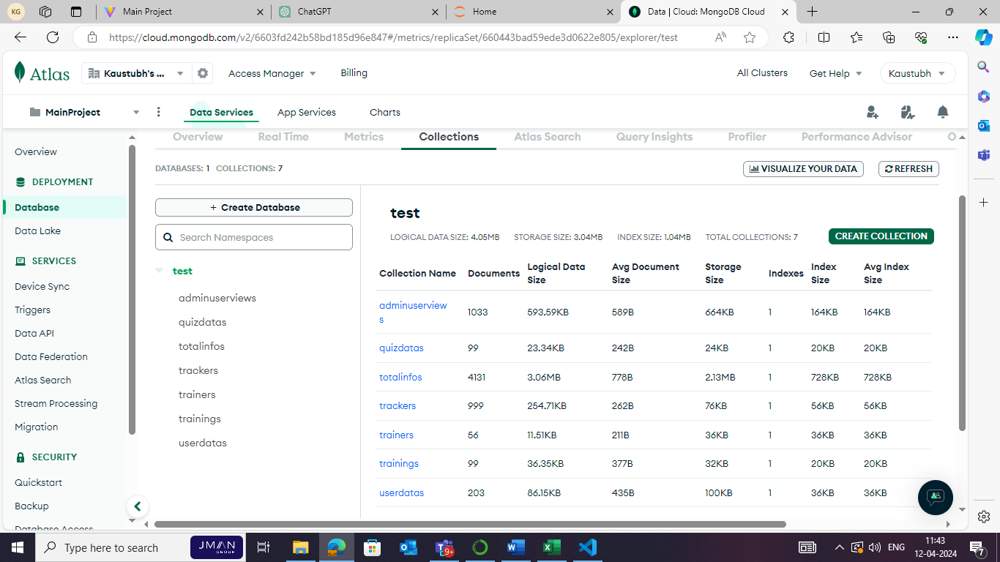 KG
Main Project
ChatGPT
Home
Data | Cloud: MongoDB Cloud
https://cloud.mongodb.com/v2/6603fd242b58bd185d96e847#/metrics/replicaSet/660443bad59ede3d0622e805/explorer/test
Atlas
Kaustubh's ...
Access Manager
Billing
All Clusters
Get Help
Kaustubh
MainProject
Data Services
App Services
Charts
Overview
DEPLOYMENT
Database
Data Lake
SERVICES
Device Sync
Triggers
Data API
Data Federation
Atlas Search
Stream Processing
Migration
SECURITY
Quickstart
Backup
Database Access
Overview
Real Time
Metrics
Collections
Atlas Search
Query Insights
Profiler
Performance Advisor
O
DATABASES: 1 COLLECTIONS: 7
VISUALIZE YOUR DATA
REFRESH
+ Create Database
Search Namespaces
test
adminuserviews
quizdatas
totalinfos
trackers
trainers
trainings
userdatas
test
LOGICAL DATA SIZE: 4.05MB STORAGE SIZE: 3.04MB INDEX SIZE: 1.04MB TOTAL COLLECTIONS: 7
CREATE COLLECTION
Collection Name Documents Logical Data Size Avg Document Size Storage Size Indexes Index Size Avg Index Size
adminuserviews 1033 593.59KB 589B 664KB 1 164KB 164KB
quizdatas 99 23.34KB 242B 24KB 1 20KB 20KB
totalinfos 4131 3.06MB 778B 2.13MB 1 728KB 728KB
trackers 999 254.71KB 262B 76KB 1 56KB 56KB
trainers 56 11.51KB 211B 36KB 1 36KB 36KB
trainings 99 36.35KB 377B 32KB 1 20KB 20KB
userdatas 203 86.15KB 435B 100KB 1 36KB 36KB
Type here to search
JMAN
GROUP
9+
ENG
11:43
12-04-2024
7